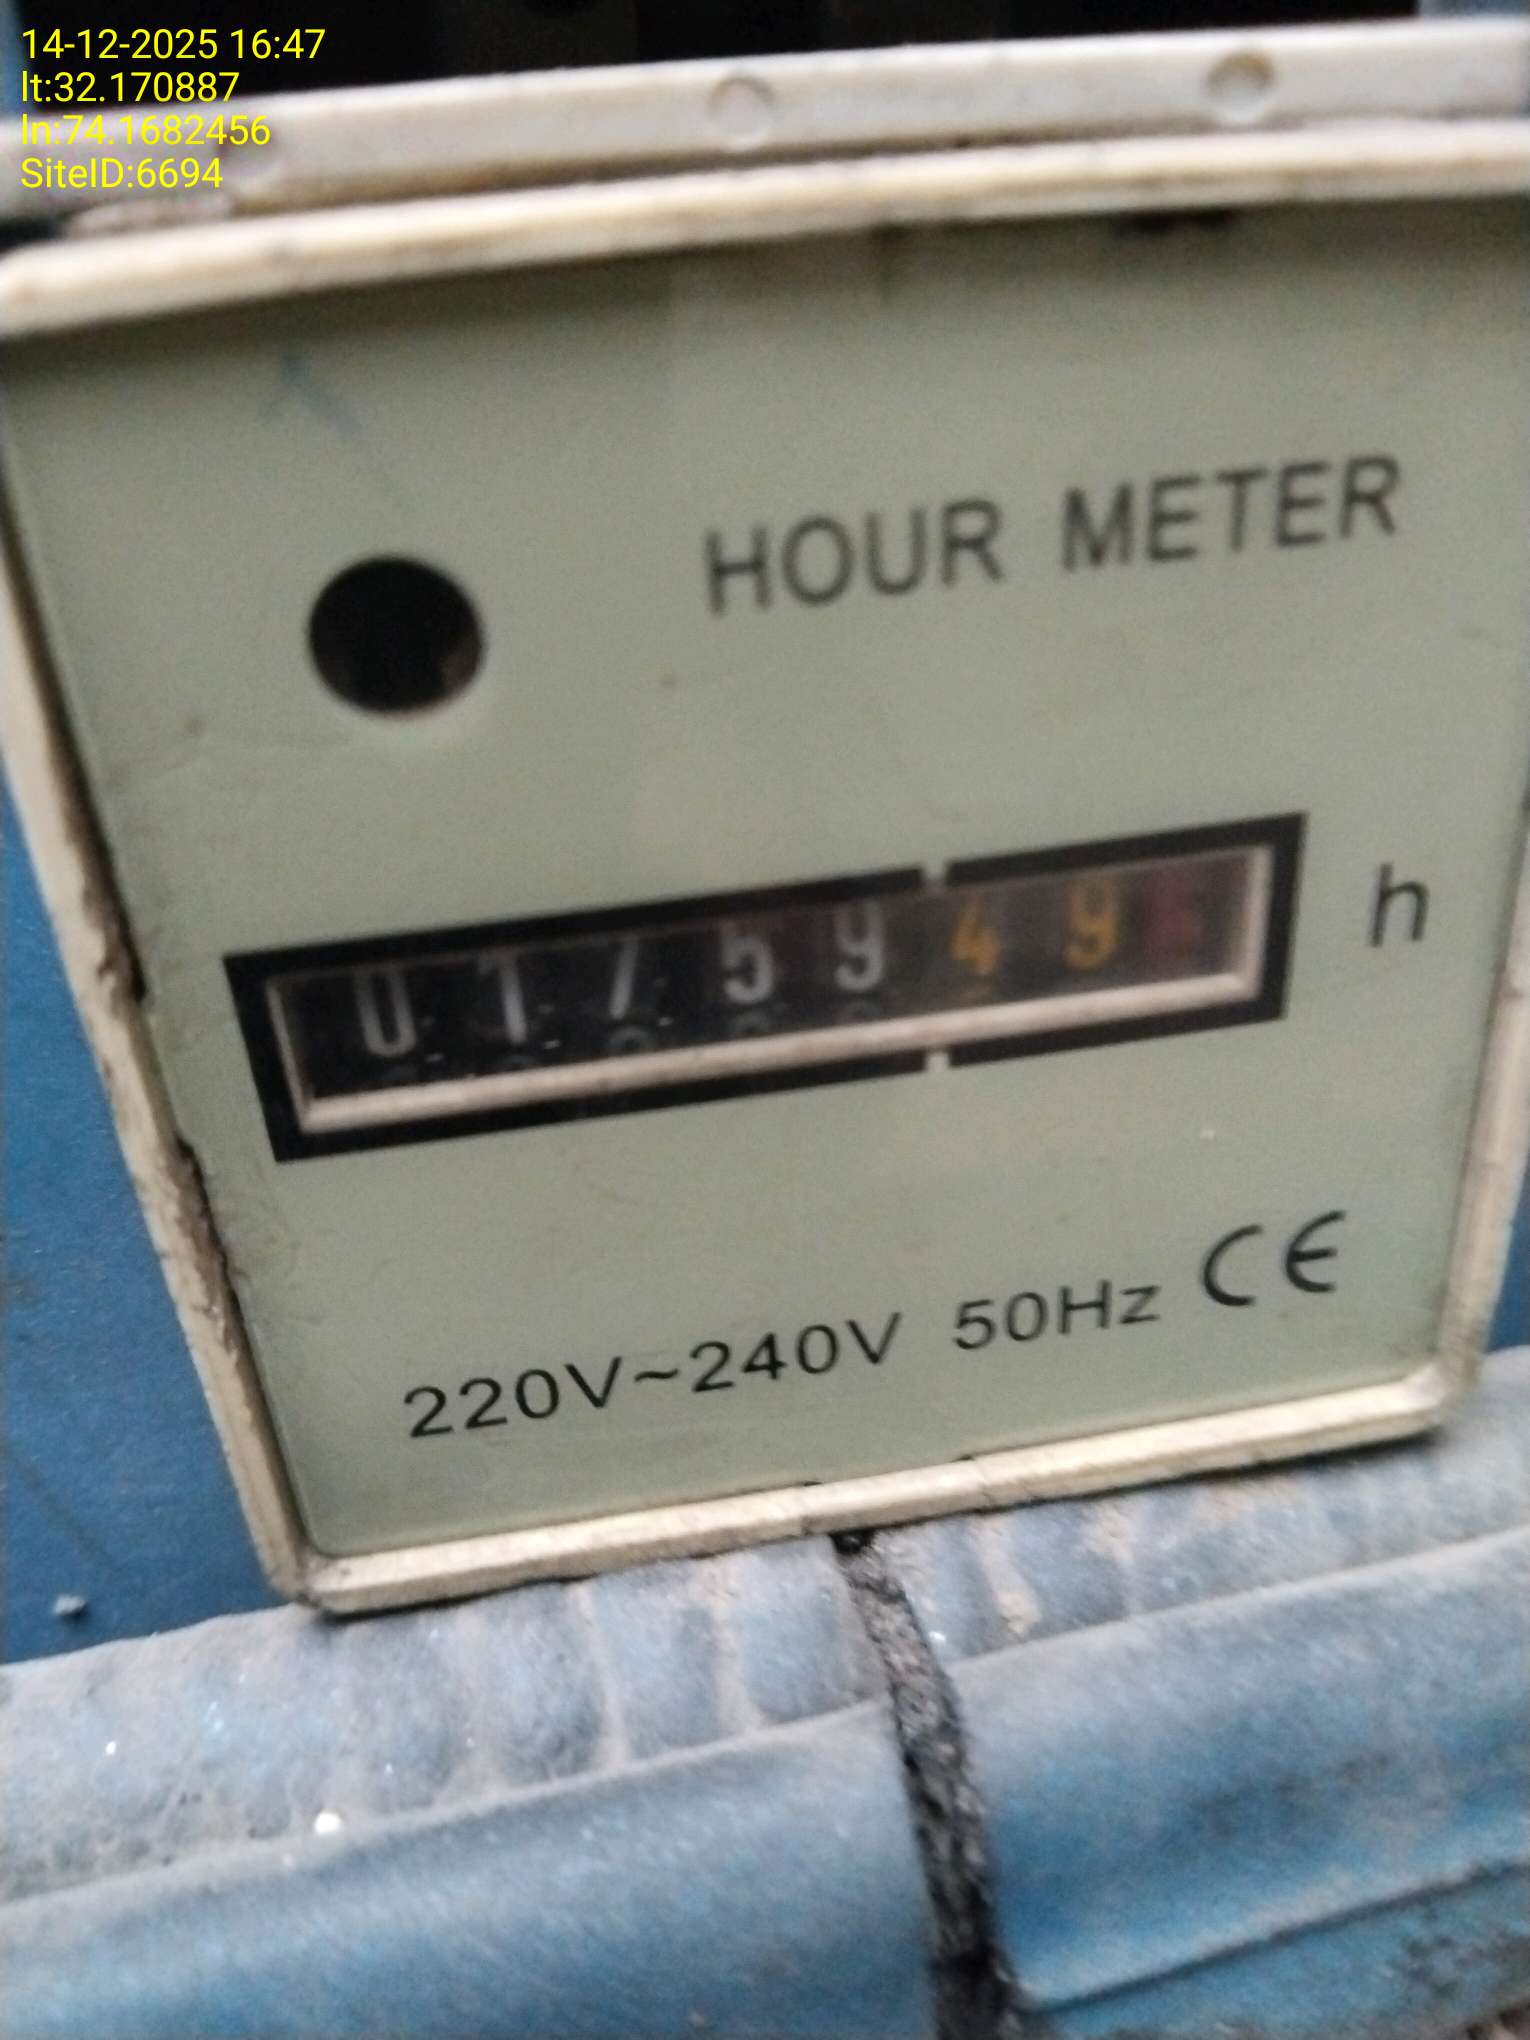 14-12-2025 16:47
lt:32.170887
ln:74.1682456
SiteID:6694
HOUR METER
0175949 h
220V~240V 50Hz CE